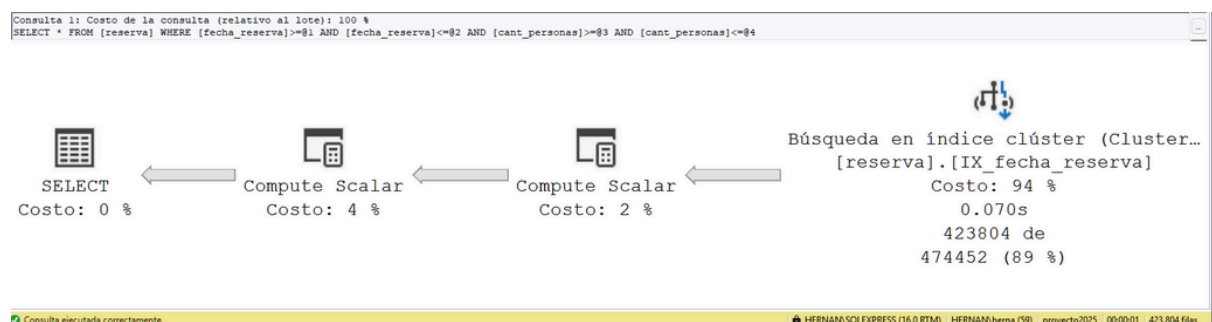 Consulta 1: Costo de la consulta (relativo al lote): 100 %
SELECT * FROM [reserva] WHERE [fecha_reserva]>=@1 AND [fecha_reserva]<=@2 AND [cant_personas]>=@3 AND [cant_personas]<=@4
...
SELECT
Costo: 0 %
Compute Scalar
Costo: 4 %
Compute Scalar
Costo: 2 %
Búsqueda en índice clúster (Cluster…
[reserva].[IX_fecha_reserva]
Costo: 94 %
0.070s
423804 de
474452 (89 %)
Consulta ejecutada correctamente.
HERNAN\SQLEXPRESS (16.0 RTM) HERNAN\herna (59) proyecto2025 00:00:01 423.804 filas